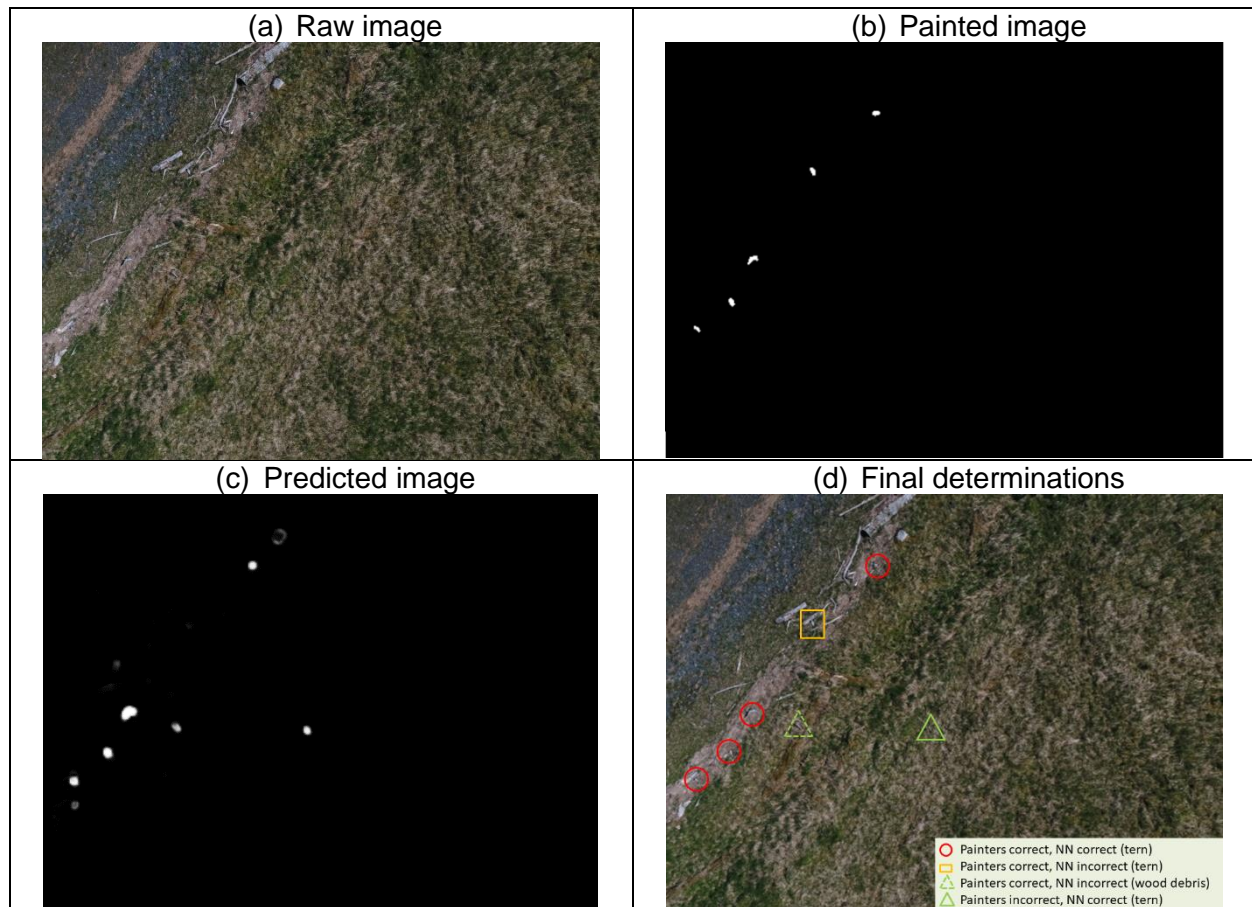 (a) Raw image
(b) Painted image
(c) Predicted image
(d) Final determinations
Painters correct, NN correct (tern)
Painters correct, NN incorrect (tern)
Painters correct, NN incorrect (wood debris)
Painters incorrect, NN correct (tern)